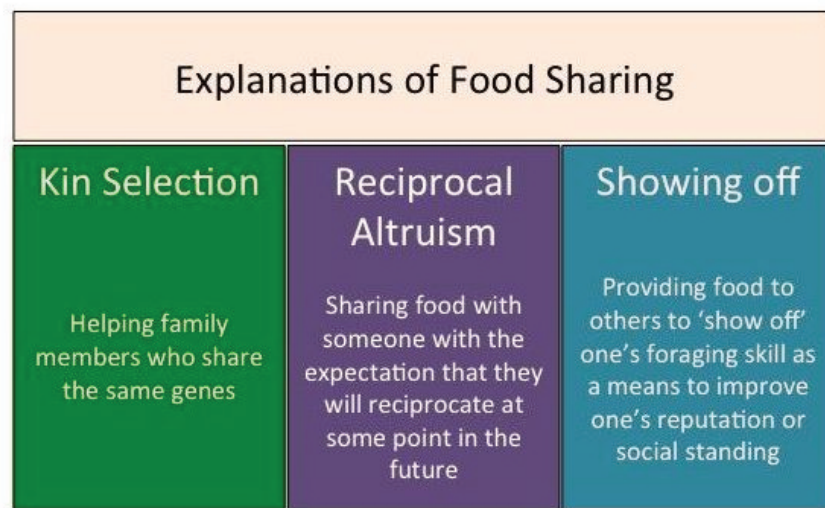 Explanations of Food Sharing
Kin Selection
Helping family
members who share
the same genes
Reciprocal
Altruism
Sharing food with
someone with the
expectation that they
will reciprocate at
some point in the
future
Showing off
Providing food to
others to ‘show off’
one’s foraging skill as
a means to improve
one’s reputation or
social standing